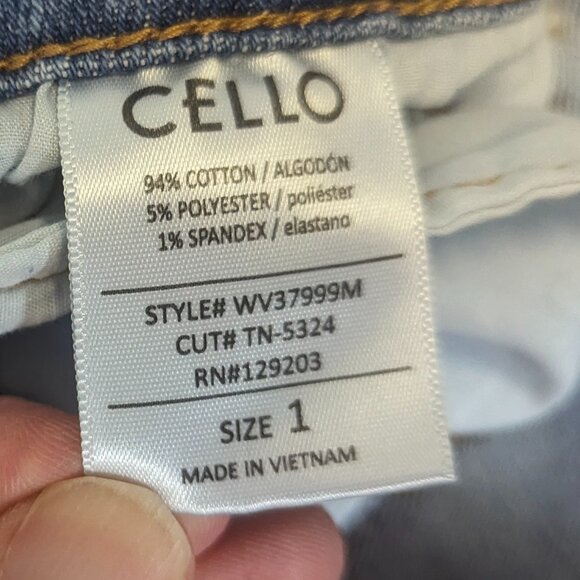 CELLO
94% COTTON / ALGODÓN
5% POLYESTER / poliéster
1% SPANDEX / elastano
STYLE# WV37999M
CUT# TN-5324
RN#129203
SIZE 1
MADE IN VIETNAM